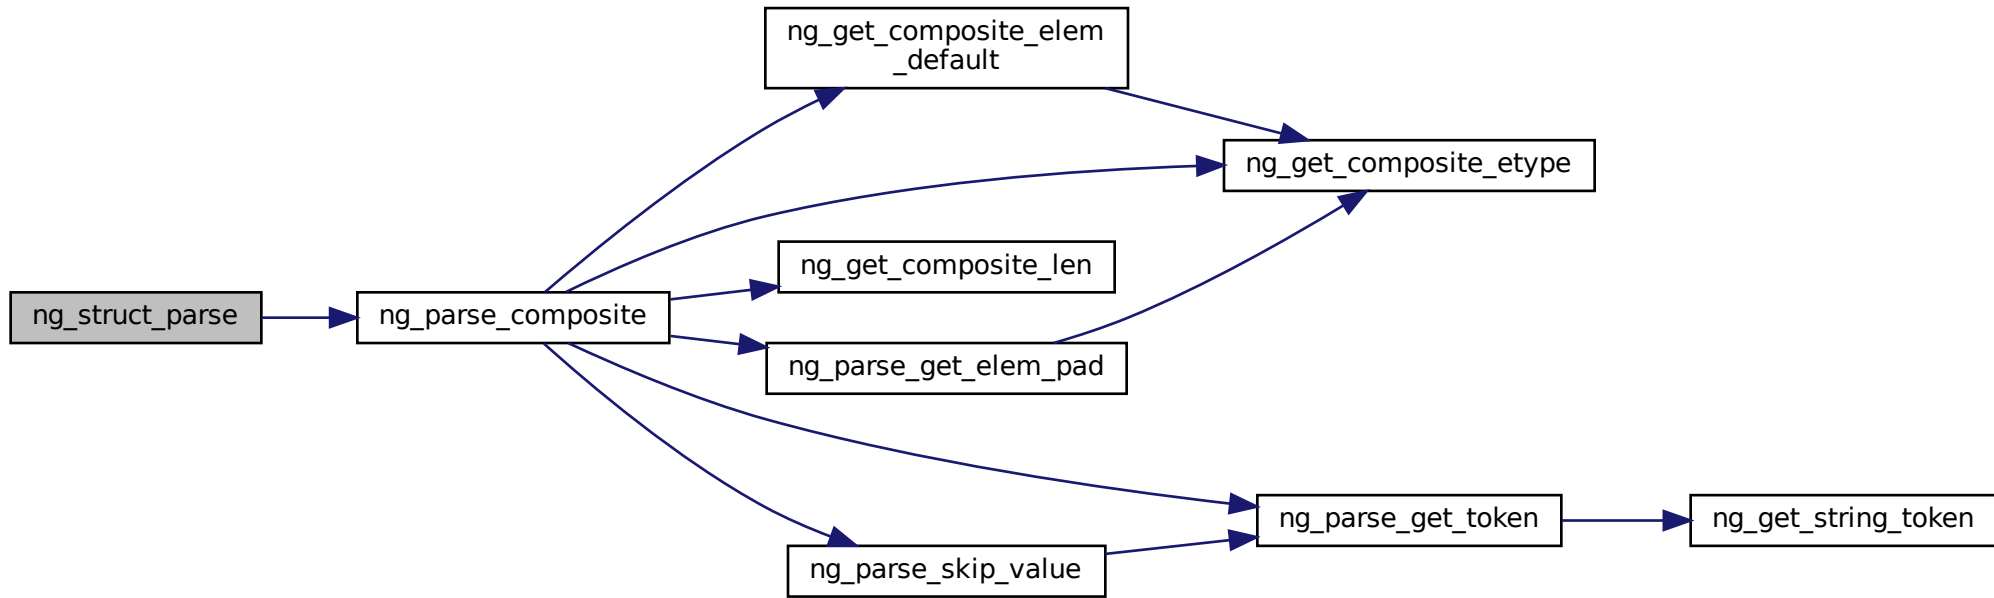 ng_get_composite_elem
_default
ng_get_composite_etype
ng_get_composite_len
ng_struct_parse
ng_parse_composite
ng_parse_get_elem_pad
ng_parse_get_token
ng_get_string_token
ng_parse_skip_value